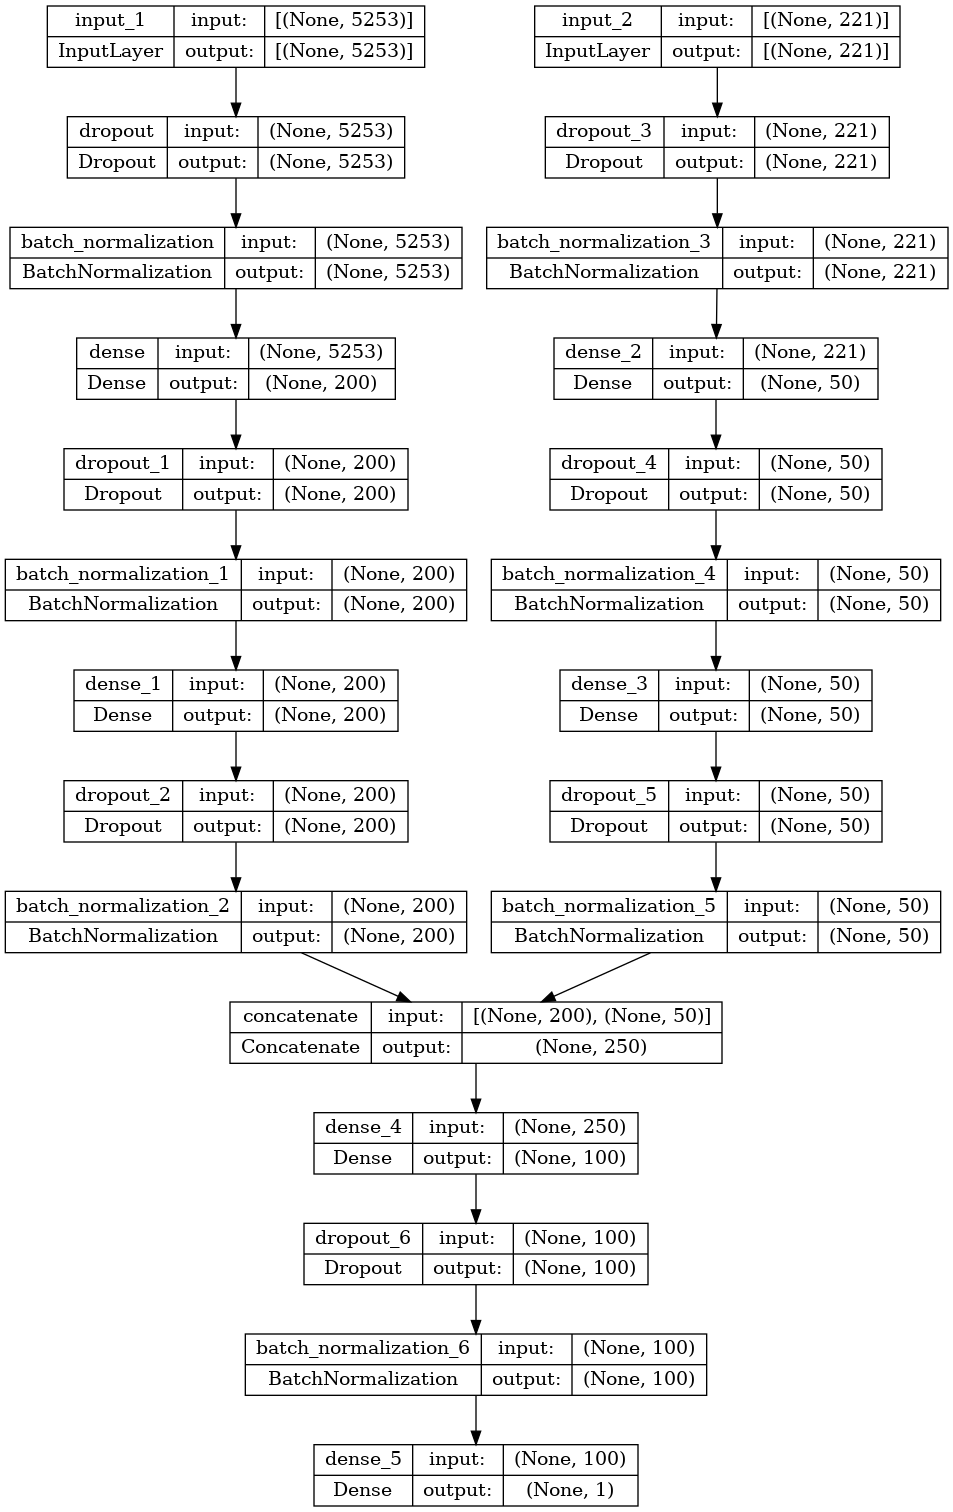 input_1 input: [(None, 5253)]
InputLayer output: [(None, 5253)]
input_2 input: [(None, 221)]
InputLayer output: [(None, 221)]
dropout input: (None, 5253)
Dropout output: (None, 5253)
dropout_3 input: (None, 221)
Dropout output: (None, 221)
batch_normalization input: (None, 5253)
BatchNormalization output: (None, 5253)
batch_normalization_3 input: (None, 221)
BatchNormalization output: (None, 221)
dense input: (None, 5253)
Dense output: (None, 200)
dense_2 input: (None, 221)
Dense output: (None, 50)
dropout_1 input: (None, 200)
Dropout output: (None, 200)
dropout_4 input: (None, 50)
Dropout output: (None, 50)
batch_normalization_1 input: (None, 200)
BatchNormalization output: (None, 200)
batch_normalization_4 input: (None, 50)
BatchNormalization output: (None, 50)
dense_1 input: (None, 200)
Dense output: (None, 200)
dense_3 input: (None, 50)
Dense output: (None, 50)
dropout_2 input: (None, 200)
Dropout output: (None, 200)
dropout_5 input: (None, 50)
Dropout output: (None, 50)
batch_normalization_2 input: (None, 200)
BatchNormalization output: (None, 200)
batch_normalization_5 input: (None, 50)
BatchNormalization output: (None, 50)
concatenate input: [(None, 200), (None, 50)]
Concatenate output: (None, 250)
dense_4 input: (None, 250)
Dense output: (None, 100)
dropout_6 input: (None, 100)
Dropout output: (None, 100)
batch_normalization_6 input: (None, 100)
BatchNormalization output: (None, 100)
dense_5 input: (None, 100)
Dense output: (None, 1)